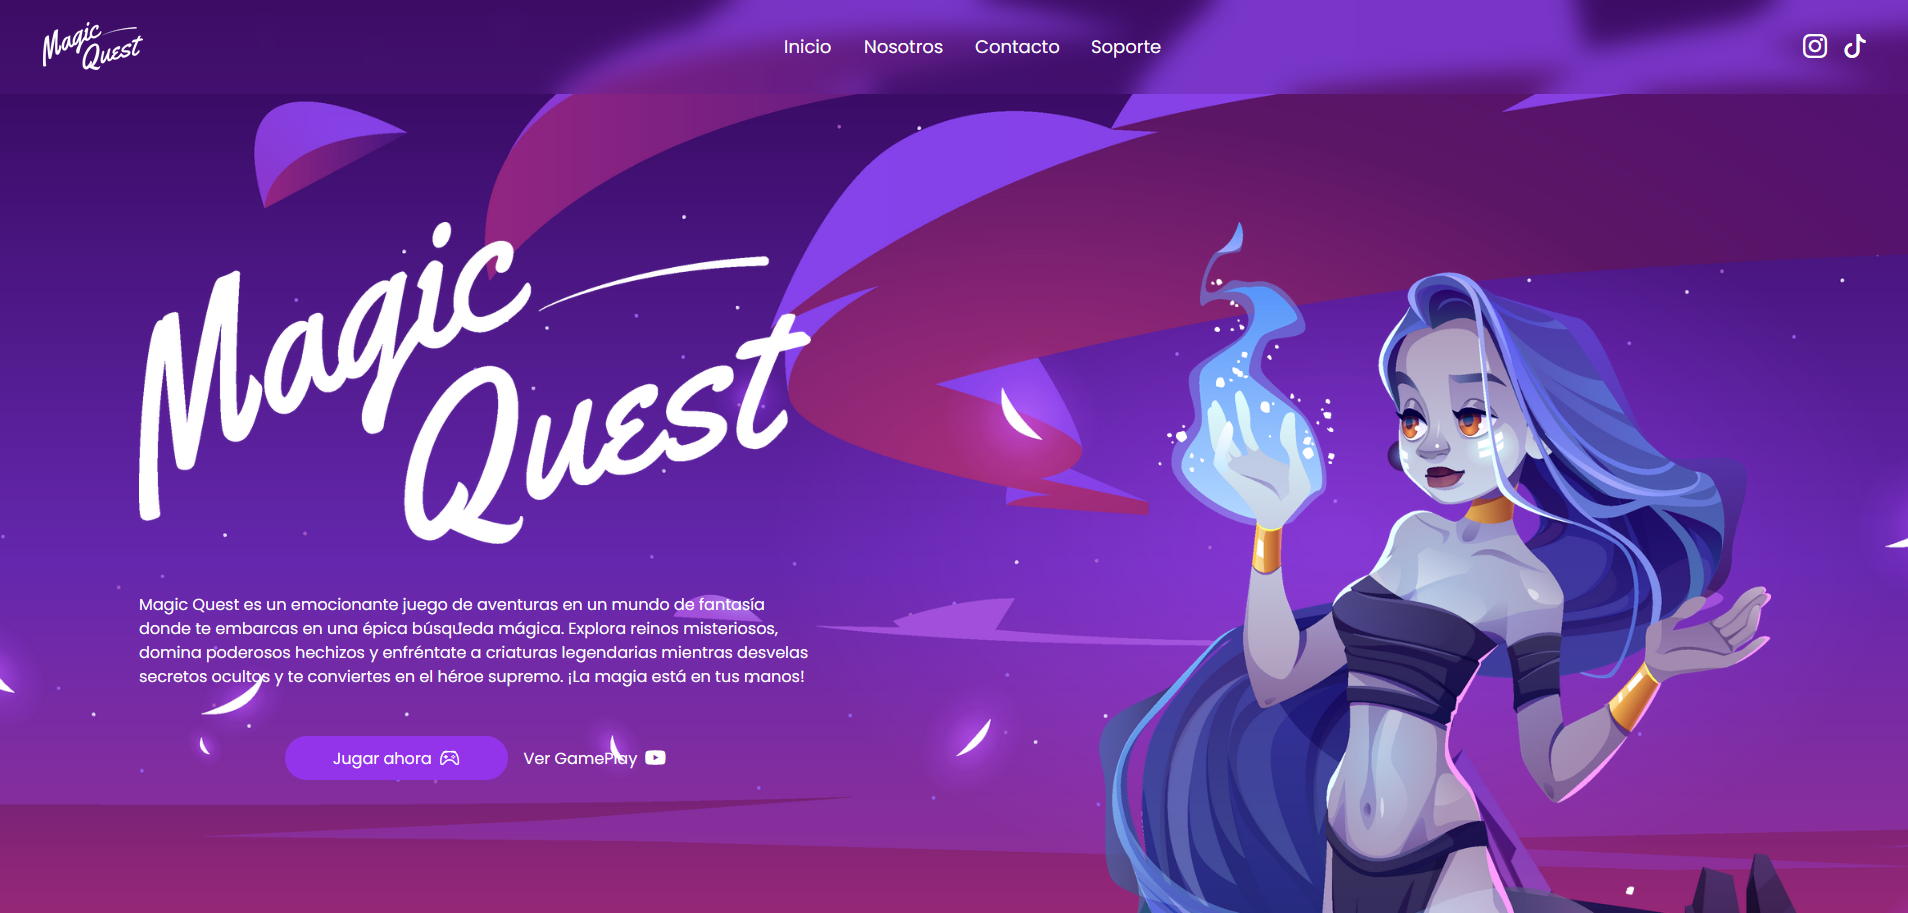 Magic
Quest
Inicio Nosotros Contacto Soporte
Magic
Quest
Magic Quest es un emocionante juego de aventuras en un mundo de fantasía
donde te embarcas en una épica búsqueda mágica. Explora reinos misteriosos,
domina poderosos hechizos y enfréntate a criaturas legendarias mientras desvelas
secretos ocultos y te conviertes en el héroe supremo. ¡La magia está en tus manos!
Jugar ahora
Ver GamePlay